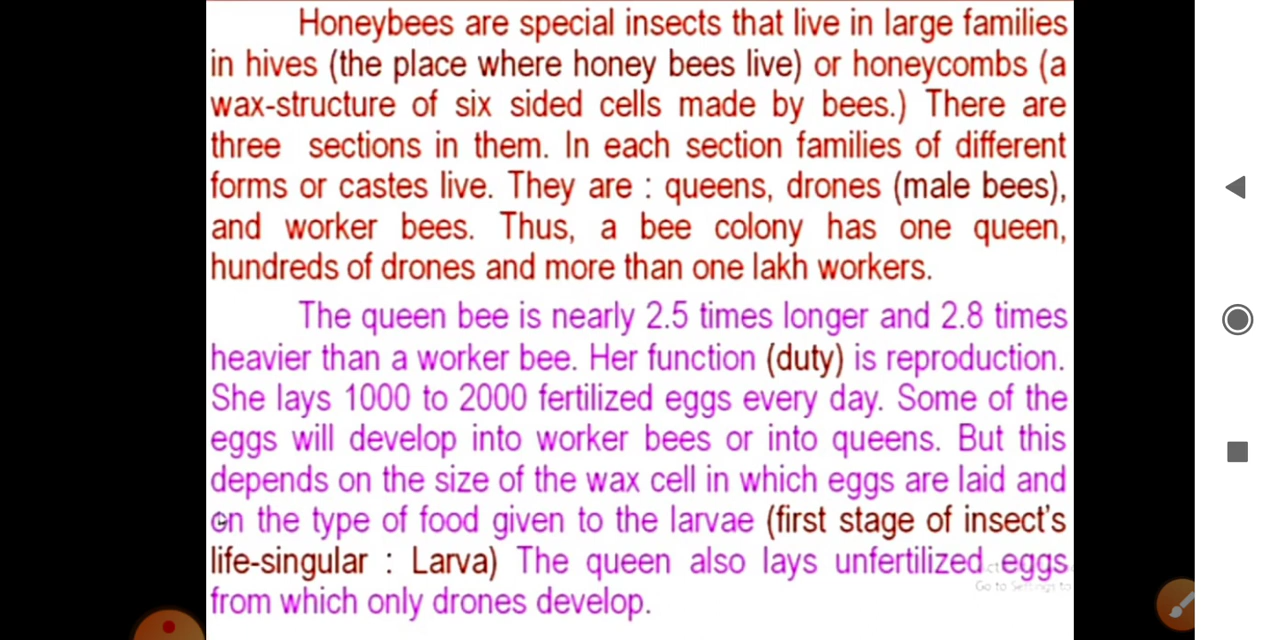 Honeybees are special insects that live in large families
in hives (the place where honey bees live) or honeycombs (a
wax-structure of six sided cells made by bees.) There are
three sections in them. In each section families of different
forms or castes live. They are : queens, drones (male bees),
and worker bees. Thus, a bee colony has one queen,
hundreds of drones and more than one lakh workers.
The queen bee is nearly 2.5 times longer and 2.8 times
heavier than a worker bee. Her function (duty) is reproduction.
She lays 1000 to 2000 fertilized eggs every day. Some of the
eggs will develop into worker bees or into queens. But this
depends on the size of the wax cell in which eggs are laid and
on the type of food given to the larvae (first stage of insect's
life-singular : Larva) The queen also lays unfertilized eggs
Go to Settings to
from which only drones develop.